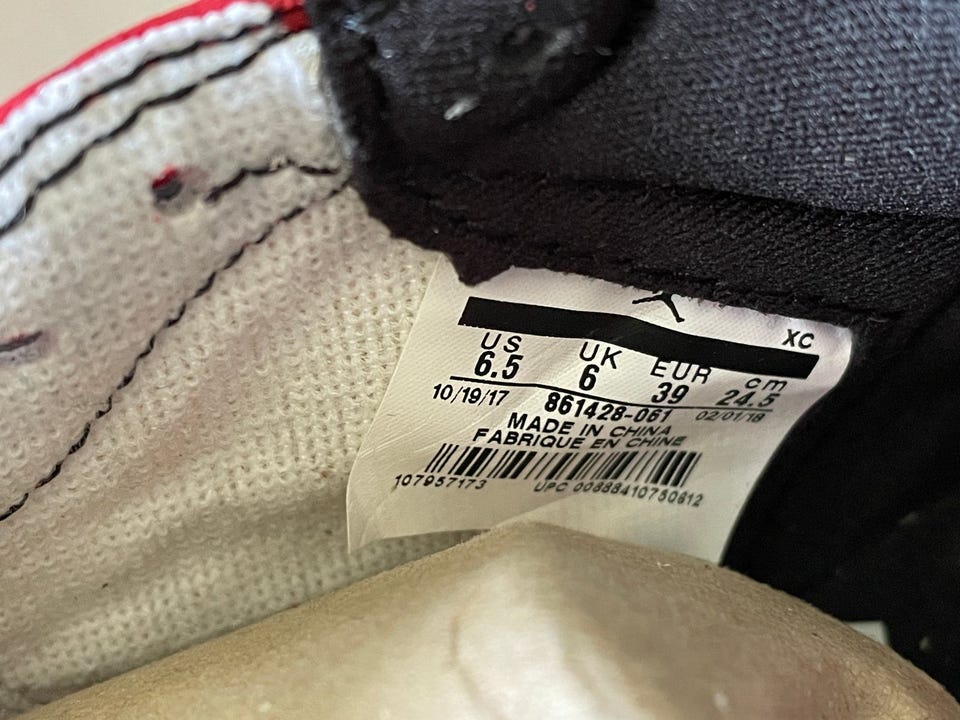 XC
US UK EUR cm
6.5 6 39 24.5
10/19/17 861428-061 02/01/18
MADE IN CHINA
FABRIQUE EN CHINE
107957173 UPC 00888410750612